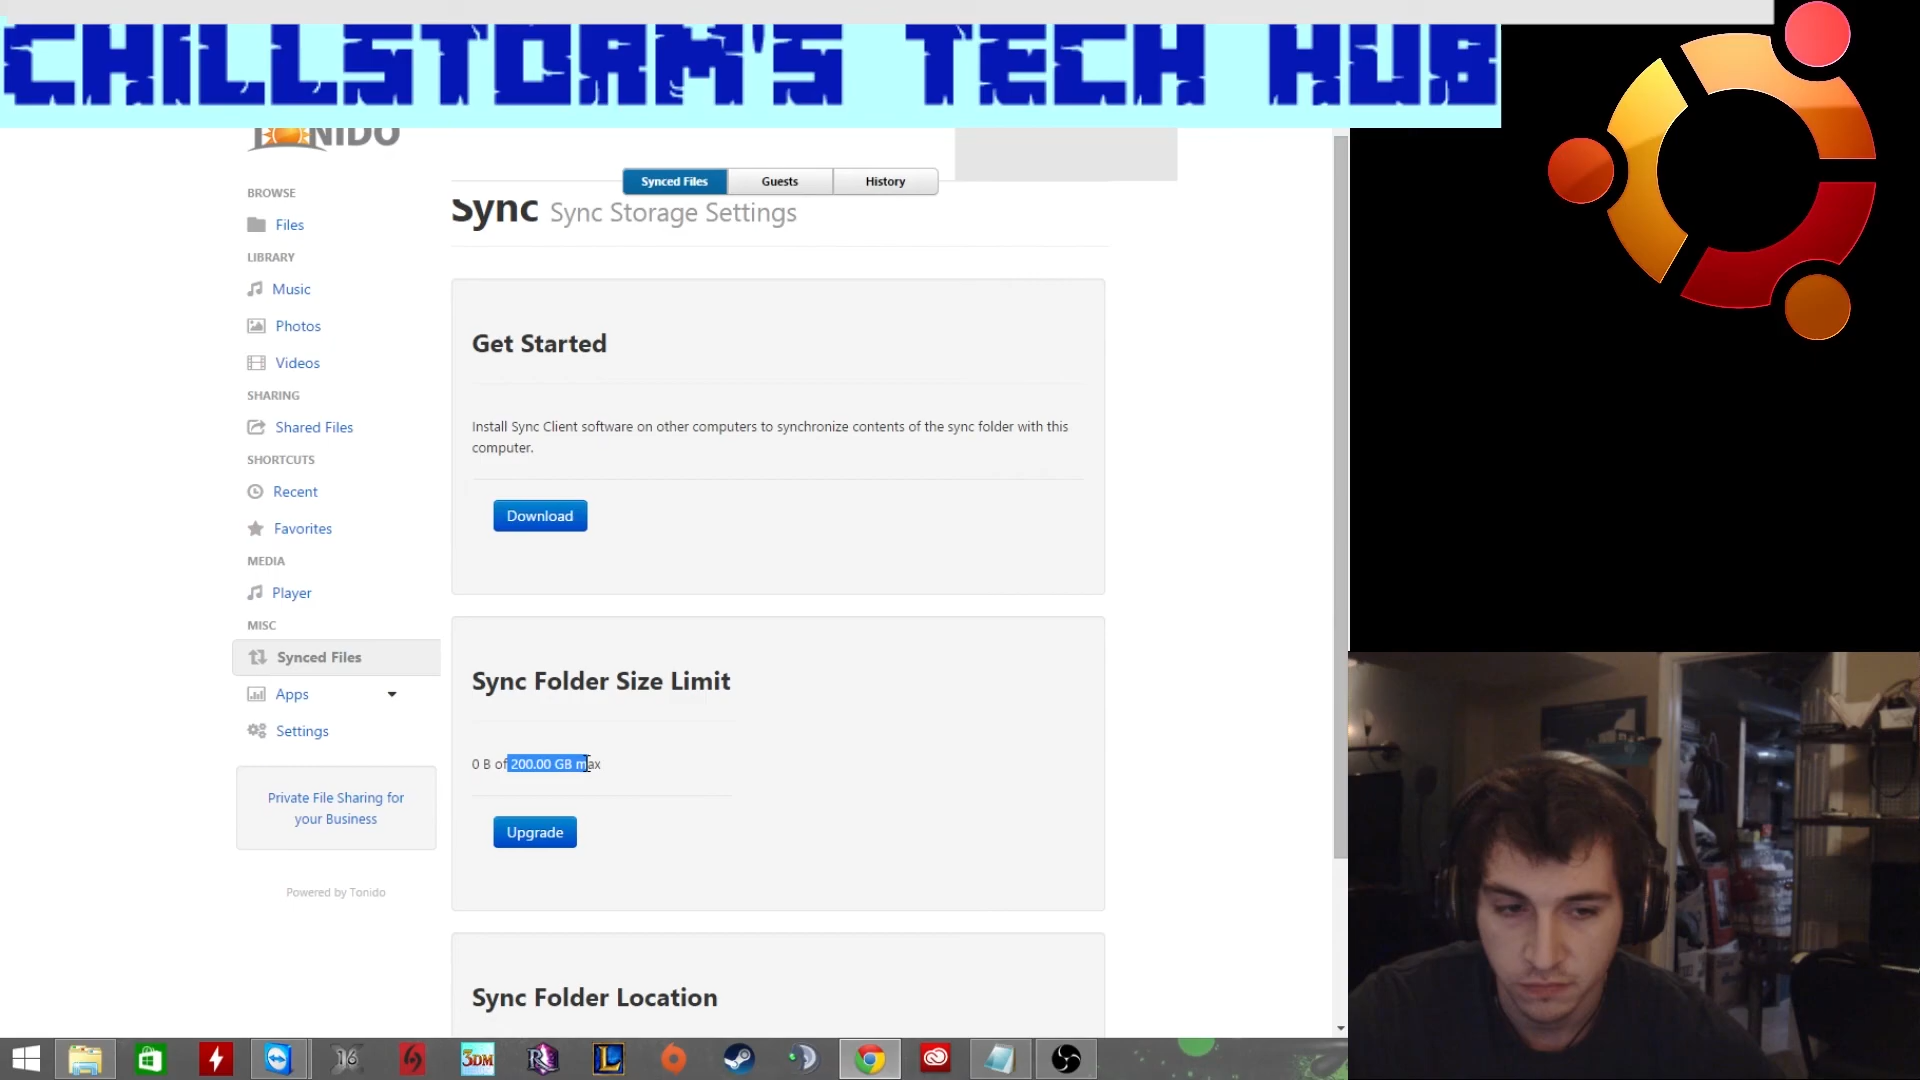 CHILLSTORM'S TECH HUB
TONIDO
Synced Files
Guests
History
Sync Sync Storage Settings
BROWSE
Files
LIBRARY
Music
Photos
Videos
SHARING
Shared Files
SHORTCUTS
Recent
Favorites
MEDIA
Player
MISC
Synced Files
Apps
Settings
Private File Sharing for
your Business
Powered by Tonido
Get Started
Install Sync Client software on other computers to synchronize contents of the sync folder with this
computer.
Download
Sync Folder Size Limit
0 B of 200.00 GB max
Upgrade
Sync Folder Location
16
3DM
R
L